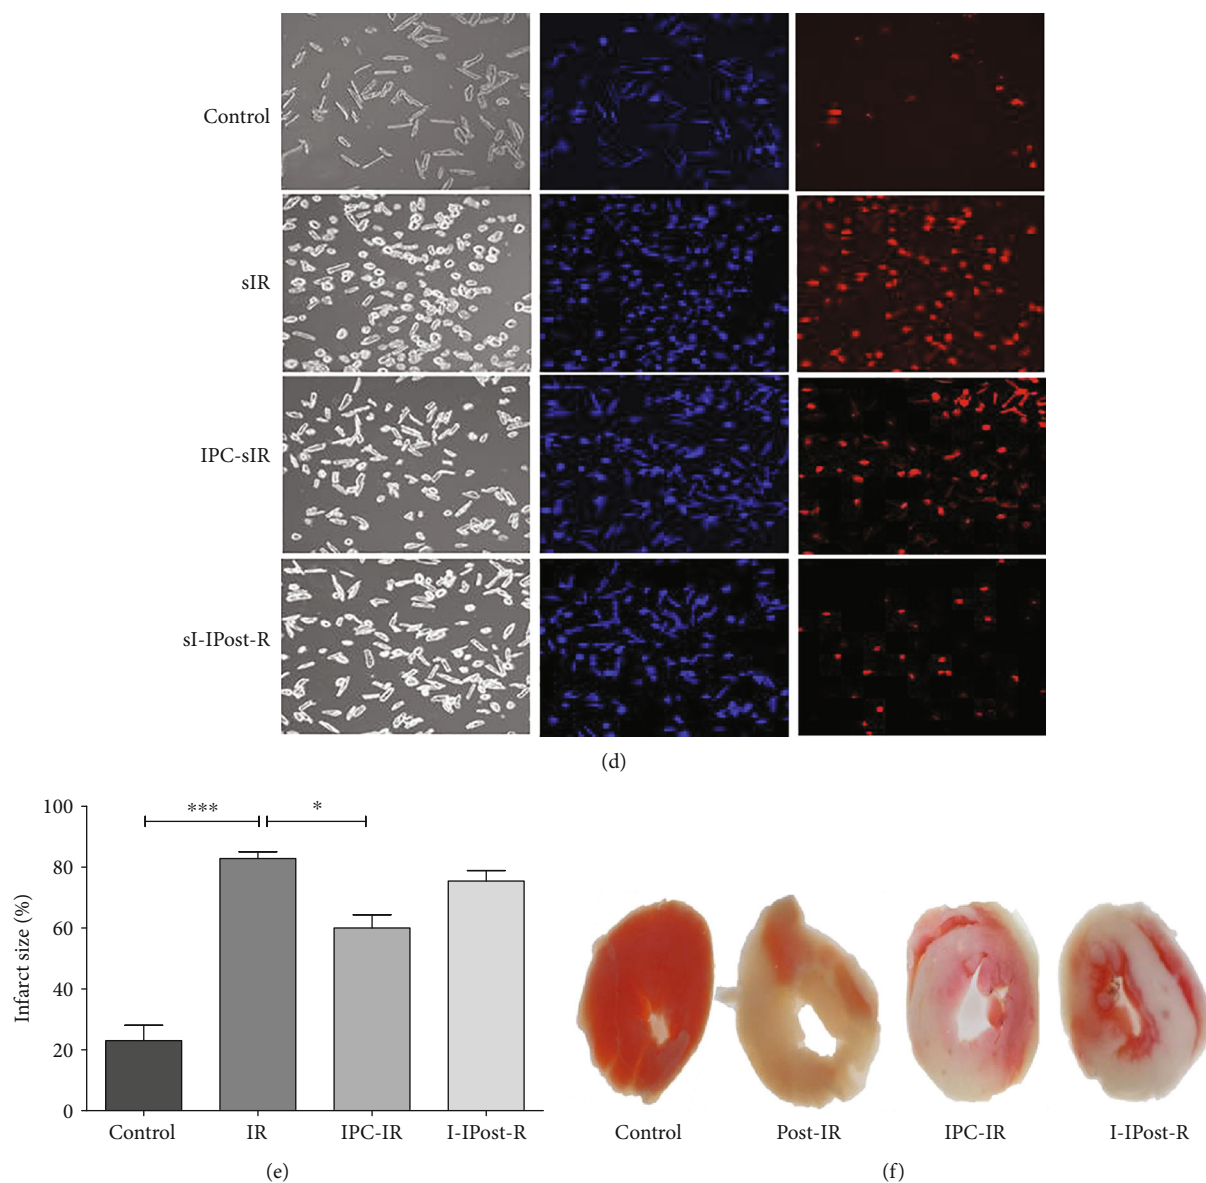 Control
sIR
IPC-sIR
sI-IPost-R
(d)
100
80
60
40
20
0
Infarct size (%)
***
*
Control IR IPC-IR I-IPost-R
(e)
Control Post-IR IPC-IR I-IPost-R
(f)